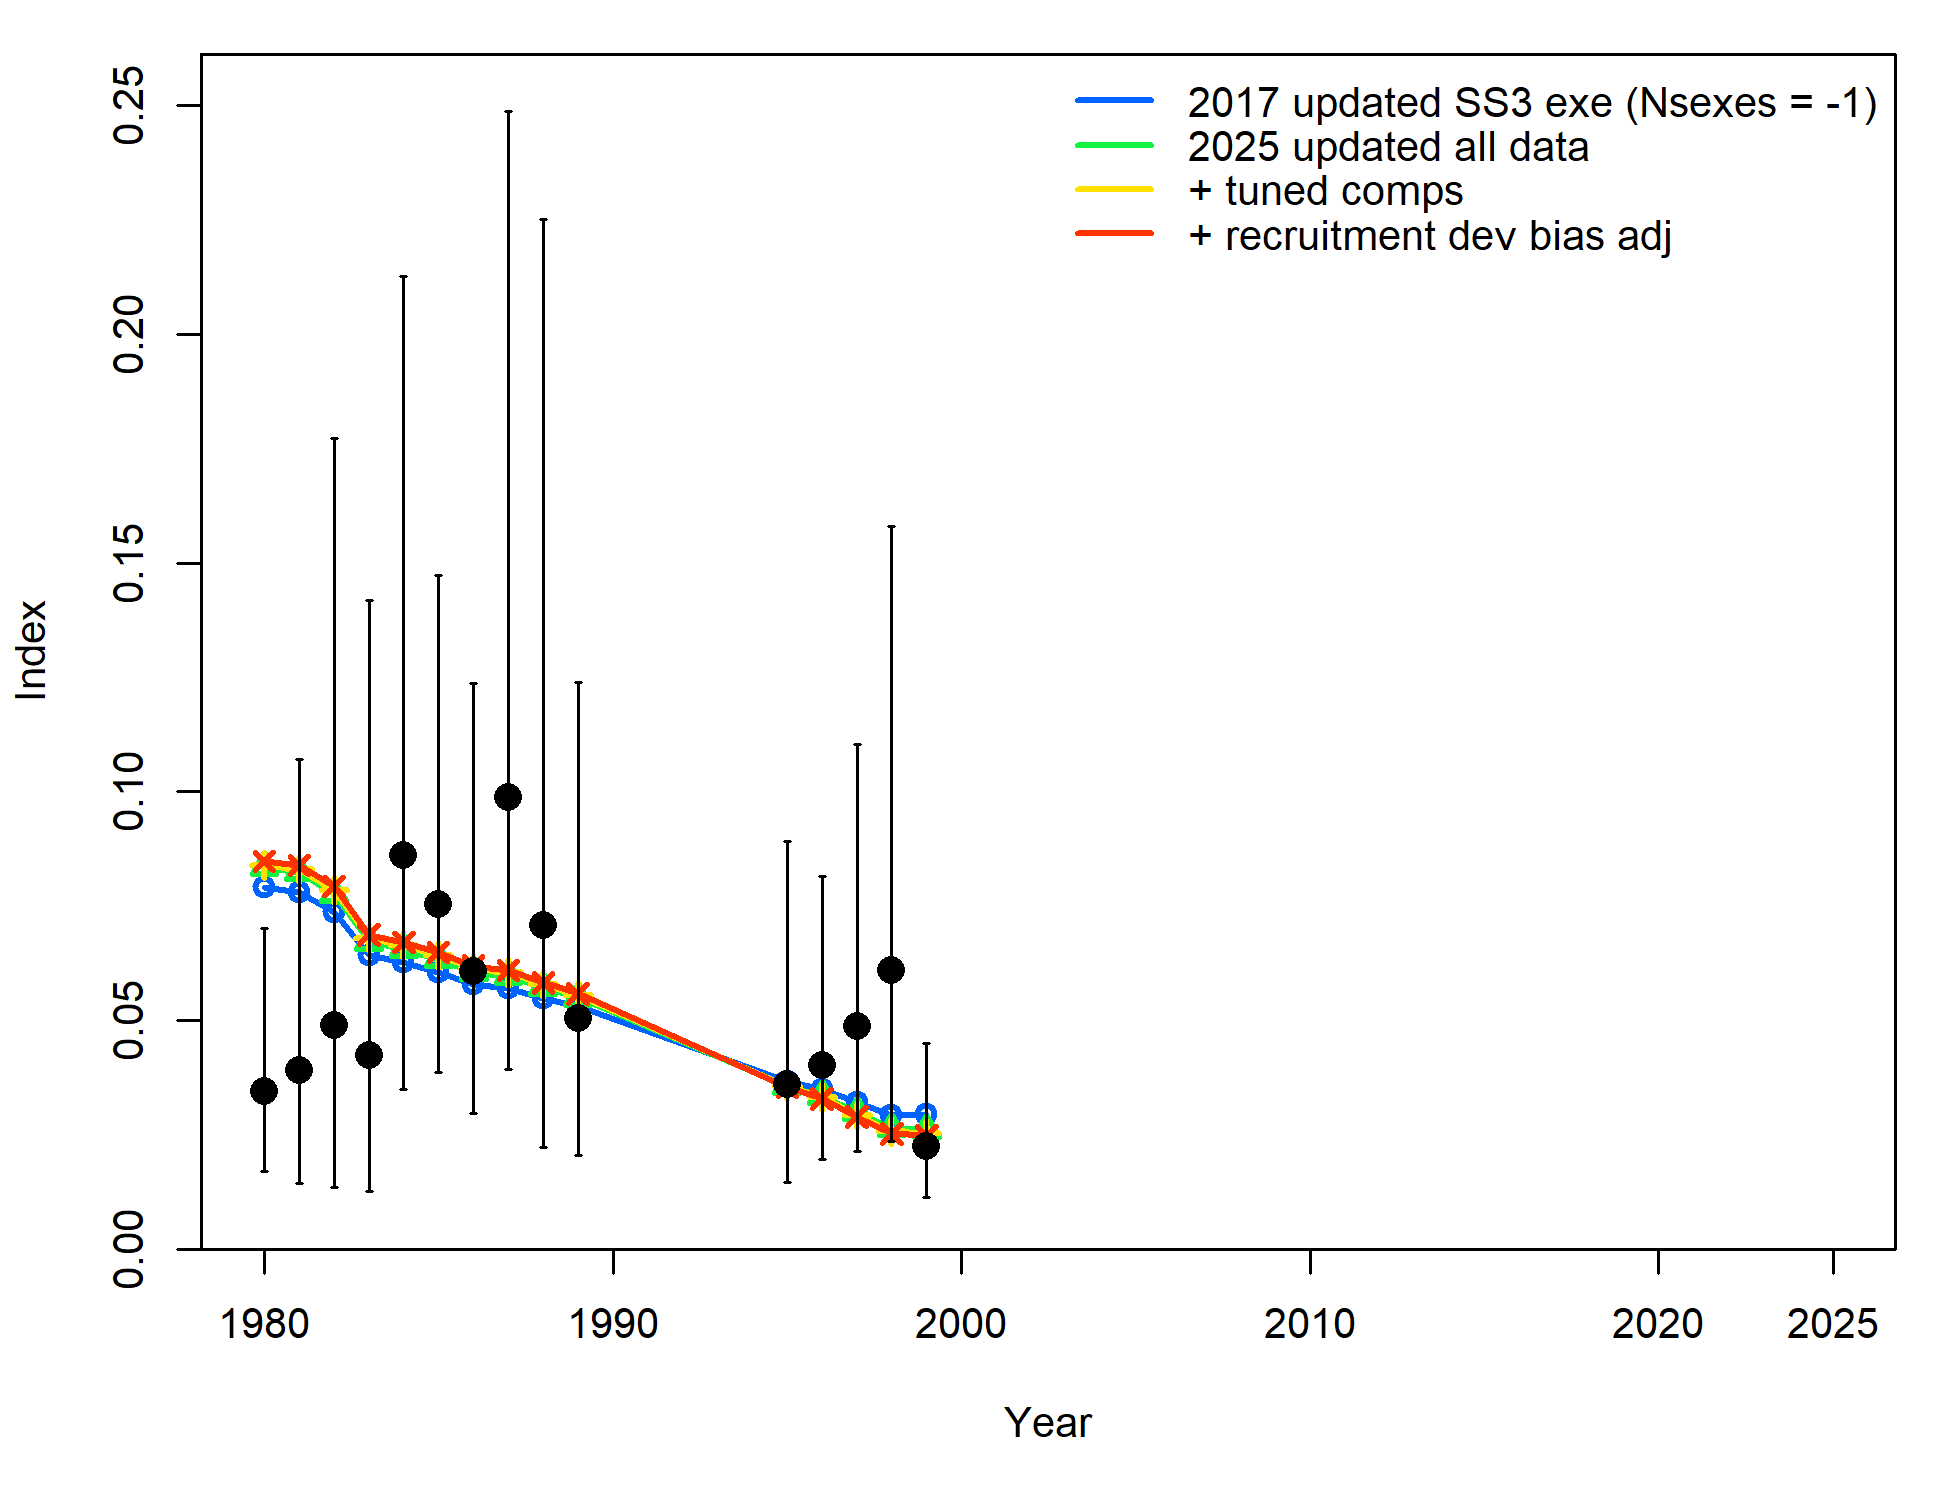 2017 updated SS3 exe (Nsexes = -1)
2025 updated all data
+ tuned comps
+ recruitment dev bias adj
Index
0.25
0.20
0.15
0.10
0.05
0.00
1980 1990 2000 2010 2020 2025
Year